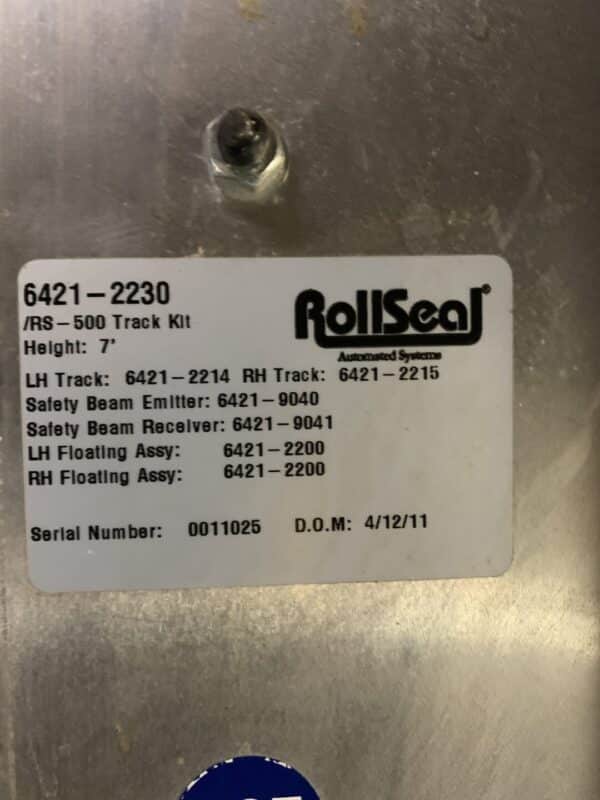 6421-2230
/RS-500 Track Kit
Height: 7'
RollSeal®
Automated Systems
LH Track: 6421-2214 RH Track: 6421-2215
Safety Beam Emitter: 6421-9040
Safety Beam Receiver: 6421-9041
LH Floating Assy: 6421-2200
RH Floating Assy: 6421-2200
Serial Number: 0011025 D.O.M: 4/12/11